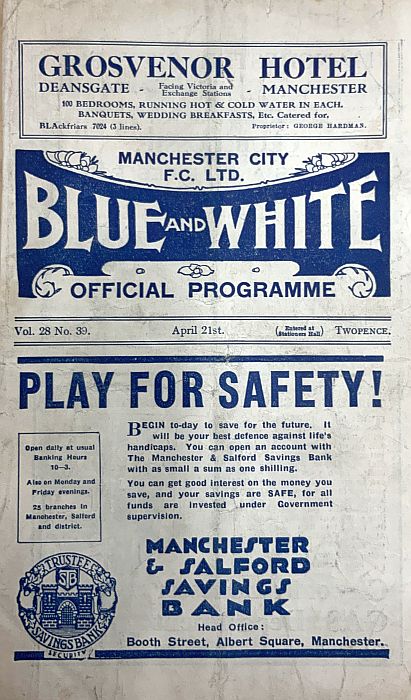 GROSVENOR HOTEL
DEANSGATE - Facing Victoria and Exchange Stations - MANCHESTER
100 BEDROOMS, RUNNING HOT & COLD WATER IN EACH.
BANQUETS, WEDDING BREAKFASTS, Etc. Catered for.
BLAckfriars 7024 (3 lines). Proprietor: GEORGE HARDMAN.
MANCHESTER CITY
F.C. LTD.
BLUE AND WHITE
OFFICIAL PROGRAMME
Vol. 28 No. 39. April 21st. (Entered at Stationers Hall) TWOPENCE.
PLAY FOR SAFETY!
Open daily at usual
Banking Hours
10—3.
Also on Monday and
Friday evenings.
25 branches in
Manchester, Salford
and district.
BEGIN to-day to save for the future. It
will be your best defence against life's
handicaps. You can open an account with
The Manchester & Salford Savings Bank
with as small a sum as one shilling.
You can get good interest on the money you
save, and your savings are SAFE, for all
funds are invested under Government
supervision.
MANCHESTER
& SALFORD
SAVINGS
BANK
Head Office:
Booth Street, Albert Square, Manchester.
TRUSTEE
STB
SAVINGS BANK
SECURITY